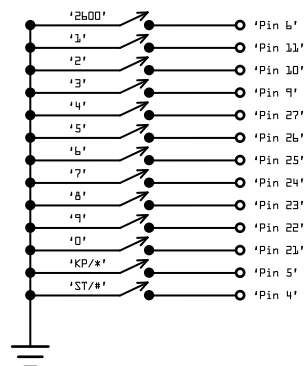 '2600' 'Pin 6'
'1' 'Pin 11'
'2' 'Pin 10'
'3' 'Pin 9'
'4' 'Pin 27'
'5' 'Pin 26'
'6' 'Pin 25'
'7' 'Pin 24'
'8' 'Pin 23'
'9' 'Pin 22'
'0' 'Pin 21'
'KP/*' 'Pin 5'
'ST/#' 'Pin 4'